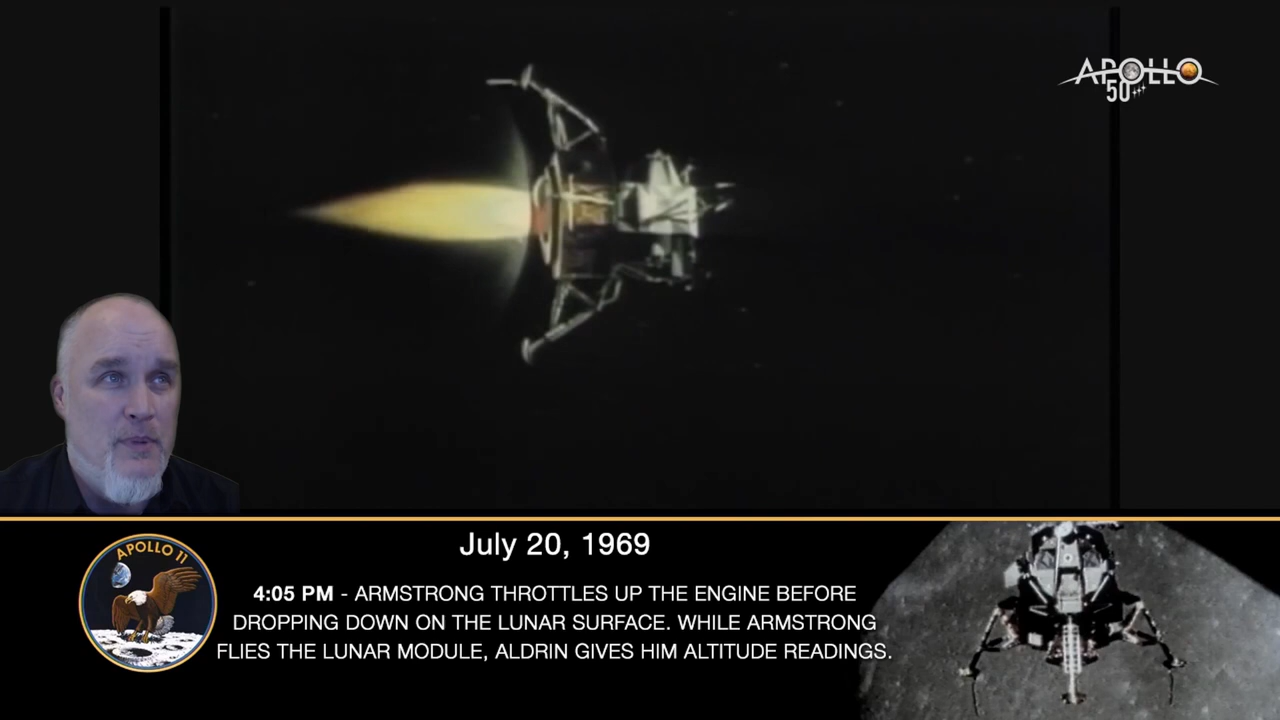 APOLLO
50
July 20, 1969
APOLLO 11
4:05 PM - ARMSTRONG THROTTLES UP THE ENGINE BEFORE
DROPPING DOWN ON THE LUNAR SURFACE. WHILE ARMSTRONG
FLIES THE LUNAR MODULE, ALDRIN GIVES HIM ALTITUDE READINGS.